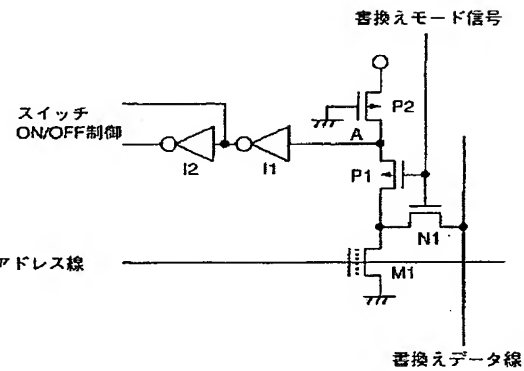 書換えモード信号
P2
スイッチ
ON/OFF制御
A
I2
I1
P1
N1
アドレス線
M1
書換えデータ線